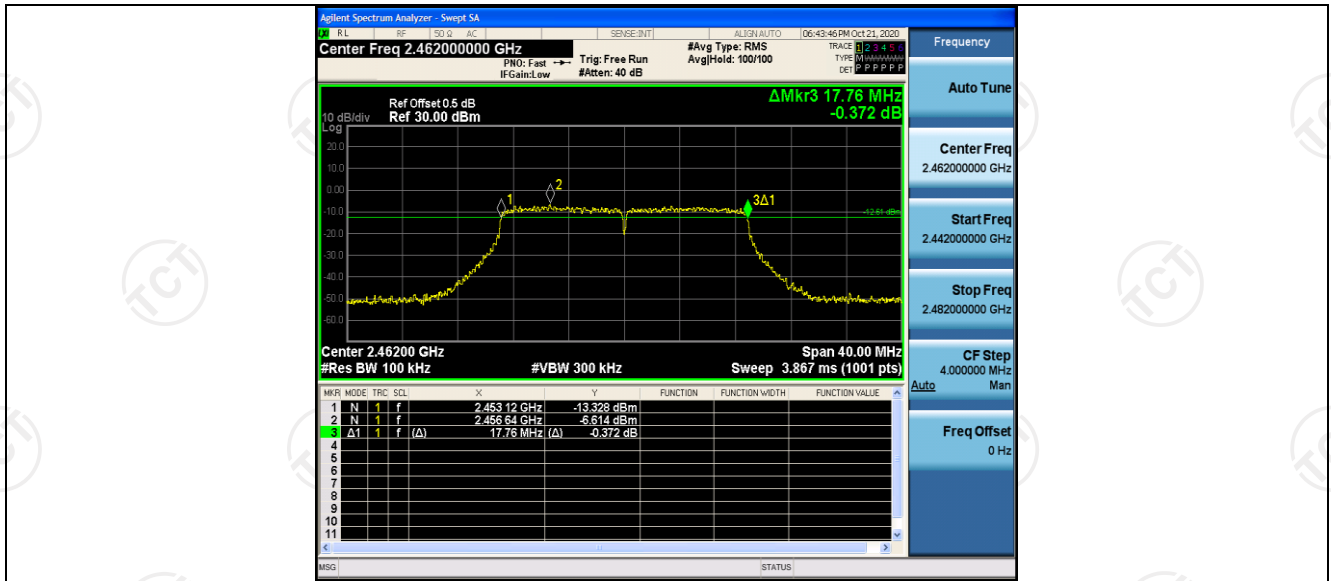 Agilent Spectrum Analyzer - Swept SA
RL RF 50 Ω AC SENSE:INT ALIGN AUTO 06:43:46 PM Oct 21, 2020
Center Freq 2.462000000 GHz
PNO: Fast
IFGain:Low
Trig: Free Run
#Atten: 40 dB
#Avg Type: RMS
Avg|Hold: 100/100
TRACE 1 2 3 4 5 6
TYPE M
DET P P P P P P
Frequency
ΔMkr3 17.76 MHz
-0.372 dB
Ref Offset 0.5 dB
10 dB/div Ref 30.00 dBm
Log
20.0
10.0
0.00
-10.0
-20.0
-30.0
-40.0
-50.0
-60.0
1
2
3Δ1
-12.61 dBm
Center 2.46200 GHz Span 40.00 MHz
#Res BW 100 kHz #VBW 300 kHz Sweep 3.867 ms (1001 pts)
MKR MODE TRC SCL X Y FUNCTION FUNCTION WIDTH FUNCTION VALUE
1 N 1 f 2.453 12 GHz -13.328 dBm
2 N 1 f 2.456 64 GHz -6.614 dBm
3 Δ1 1 f (Δ) 17.76 MHz (Δ) -0.372 dB
4
5
6
7
8
9
10
11
MSG STATUS
Auto Tune
Center Freq
2.462000000 GHz
Start Freq
2.442000000 GHz
Stop Freq
2.482000000 GHz
CF Step
4.000000 MHz
Auto Man
Freq Offset
0 Hz
TCT
TCT
TCT
TCT
TCT
TCT